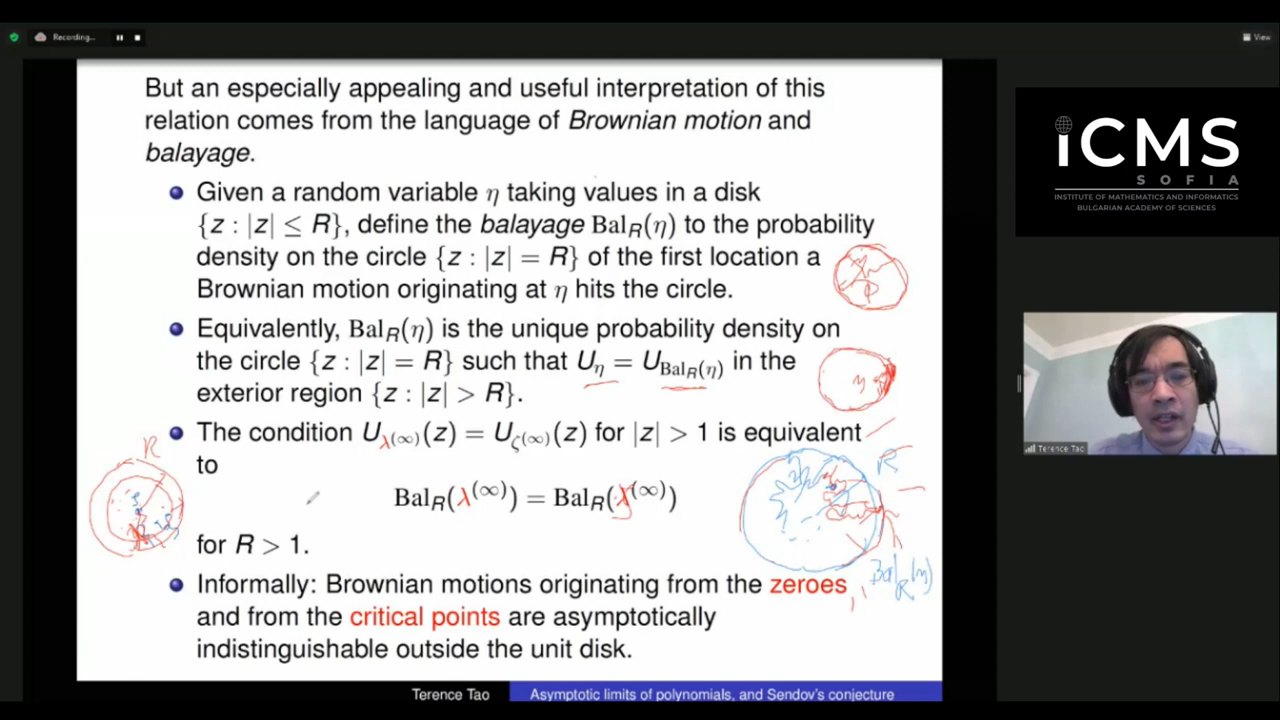 Recording...
View
But an especially appealing and useful interpretation of this
relation comes from the language of Brownian motion and
balayage.
Given a random variable η taking values in a disk
{z : |z| ≤ R}, define the balayage Bal_R(η) to the probability
density on the circle {z : |z| = R} of the first location a
Brownian motion originating at η hits the circle.
Equivalently, Bal_R(η) is the unique probability density on
the circle {z : |z| = R} such that U_η = U_{Bal_R(η)} in the
exterior region {z : |z| > R}.
The condition U_{λ^(∞)}(z) = U_{ζ^(∞)}(z) for |z| > 1 is equivalent
to
Bal_R(λ^(∞)) = Bal_R(^(∞))
for R > 1.
Informally: Brownian motions originating from the zeroes
and from the critical points are asymptotically
indistinguishable outside the unit disk.
R
η
R
Bal_R(η)
Terence Tao
Asymptotic limits of polynomials, and Sendov's conjecture
iCMS
SOFIA
INSTITUTE OF MATHEMATICS AND INFORMATICS
BULGARIAN ACADEMY OF SCIENCES
Terence Tao